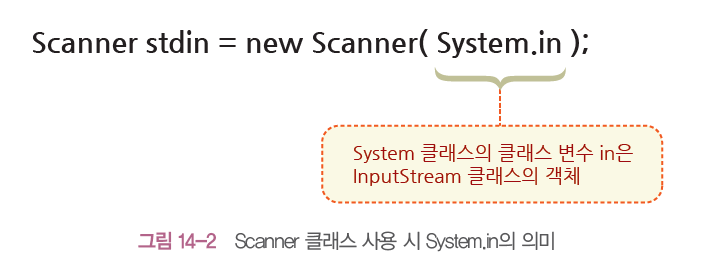 Scanner stdin = new Scanner( System.in );
System 클래스의 클래스 변수 in은
InputStream 클래스의 객체
그림 14-2 Scanner 클래스 사용 시 System.in의 의미